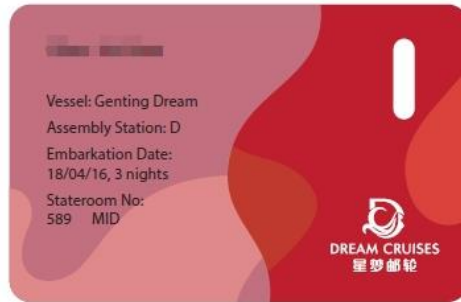 Vessel: Genting Dream
Assembly Station: D
Embarkation Date:
18/04/16, 3 nights
Stateroom No:
589 MID
DREAM CRUISES
星梦邮轮